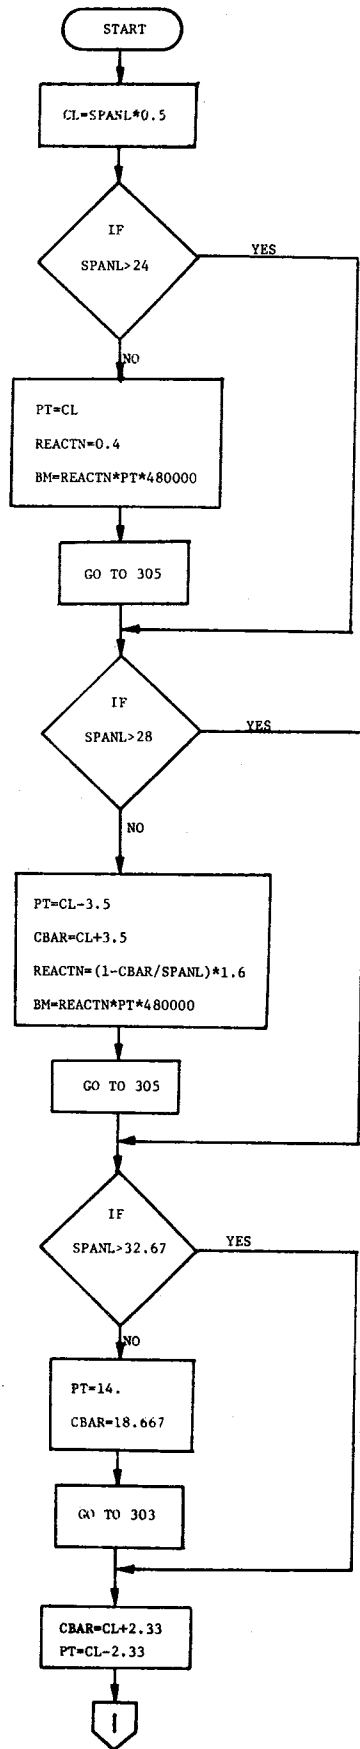 START
CL=SPANL*0.5
IF
SPANL>24
YES
NO
PT=CL
REACTN=0.4
BM=REACTN*PT*480000
GO TO 305
IF
SPANL>28
YES
NO
PT=CL-3.5
CBAR=CL+3.5
REACTN=(1-CBAR/SPANL)*1.6
BM=REACTN*PT*480000
GO TO 305
IF
SPANL>32.67
YES
NO
PT=14.
CBAR=18.667
GO TO 303
CBAR=CL+2.33
PT=CL-2.33
I